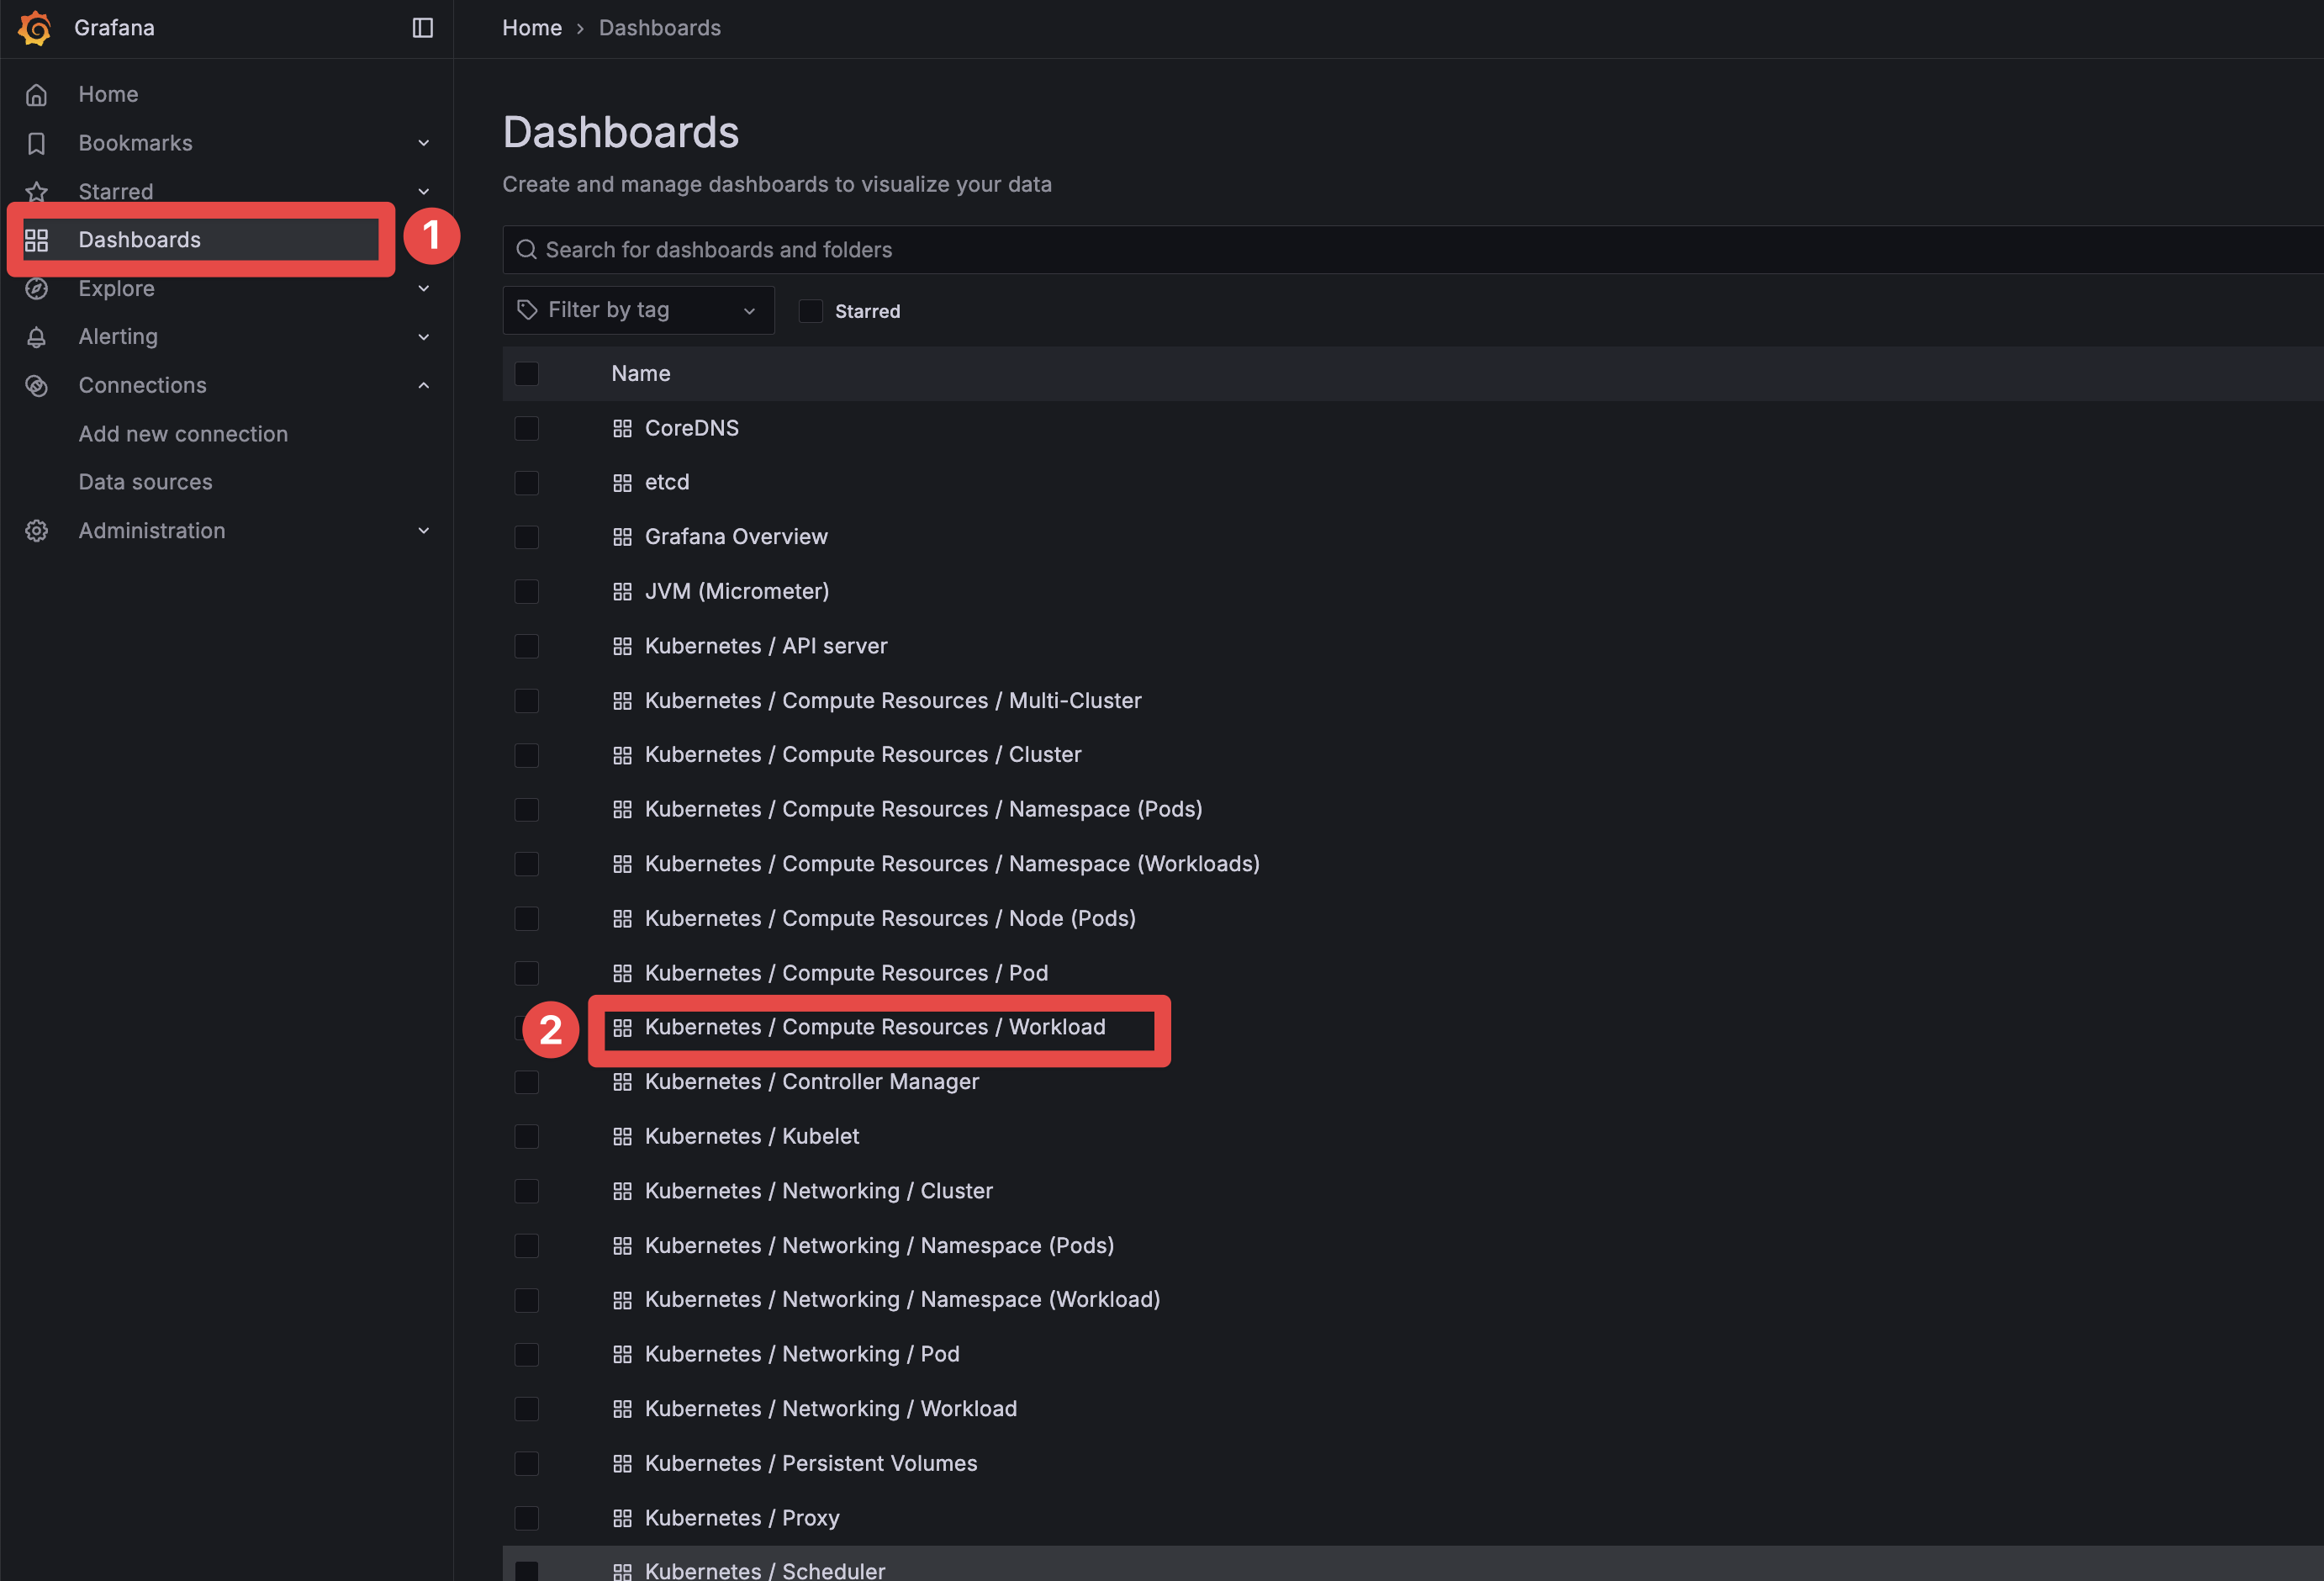 Grafana
Home › Dashboards
Home
Bookmarks
Starred
Dashboards
1
Explore
Alerting
Connections
Add new connection
Data sources
Administration
Dashboards
Create and manage dashboards to visualize your data
Search for dashboards and folders
Filter by tag
Starred
Name
CoreDNS
etcd
Grafana Overview
JVM (Micrometer)
Kubernetes / API server
Kubernetes / Compute Resources / Multi-Cluster
Kubernetes / Compute Resources / Cluster
Kubernetes / Compute Resources / Namespace (Pods)
Kubernetes / Compute Resources / Namespace (Workloads)
Kubernetes / Compute Resources / Node (Pods)
Kubernetes / Compute Resources / Pod
2
Kubernetes / Compute Resources / Workload
Kubernetes / Controller Manager
Kubernetes / Kubelet
Kubernetes / Networking / Cluster
Kubernetes / Networking / Namespace (Pods)
Kubernetes / Networking / Namespace (Workload)
Kubernetes / Networking / Pod
Kubernetes / Networking / Workload
Kubernetes / Persistent Volumes
Kubernetes / Proxy
Kubernetes / Scheduler